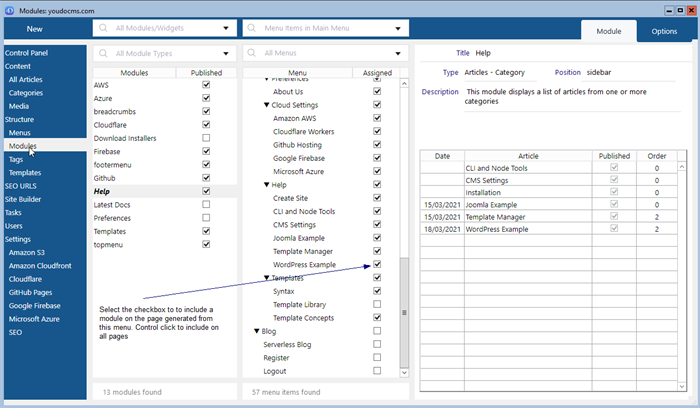 Modules: youdocms.com
New
All Modules/Widgets
Menu Items in Main Menu
Module
Options
Control Panel
Content
All Articles
Categories
Media
Structure
Menus
Modules
Tags
Templates
SEO URLS
Site Builder
Tasks
Users
Settings
Amazon S3
Amazon Cloudfront
Cloudflare
GitHub Pages
Google Firebase
Microsoft Azure
SEO
All Module Types
Modules Published
AWS
Azure
breadcrumbs
Cloudflare
Download Installers
Firebase
footermenu
Github
Help
Latest Docs
Preferences
Templates
topmenu
Select the checkbox to to include a
module on the page generated from
this menu. Control click to include on
all pages
13 modules found
All Menus
Menu Assigned
Preferences
About Us
Cloud Settings
Amazon AWS
Cloudflare Workers
Github Hosting
Google Firebase
Microsoft Azure
Help
Create Site
CLI and Node Tools
CMS Settings
Joomla Example
Template Manager
WordPress Example
Templates
Syntax
Template Library
Template Concepts
Blog
Serverless Blog
Register
Logout
57 menu items found
Title Help
Type Articles - Category Position sidebar
Description This module displays a list of articles from one or more
categories
Date Article Published Order
CLI and Node Tools 0
CMS Settings 0
Installation 0
15/03/2021 Joomla Example 0
15/03/2021 Template Manager 2
18/03/2021 WordPress Example 2